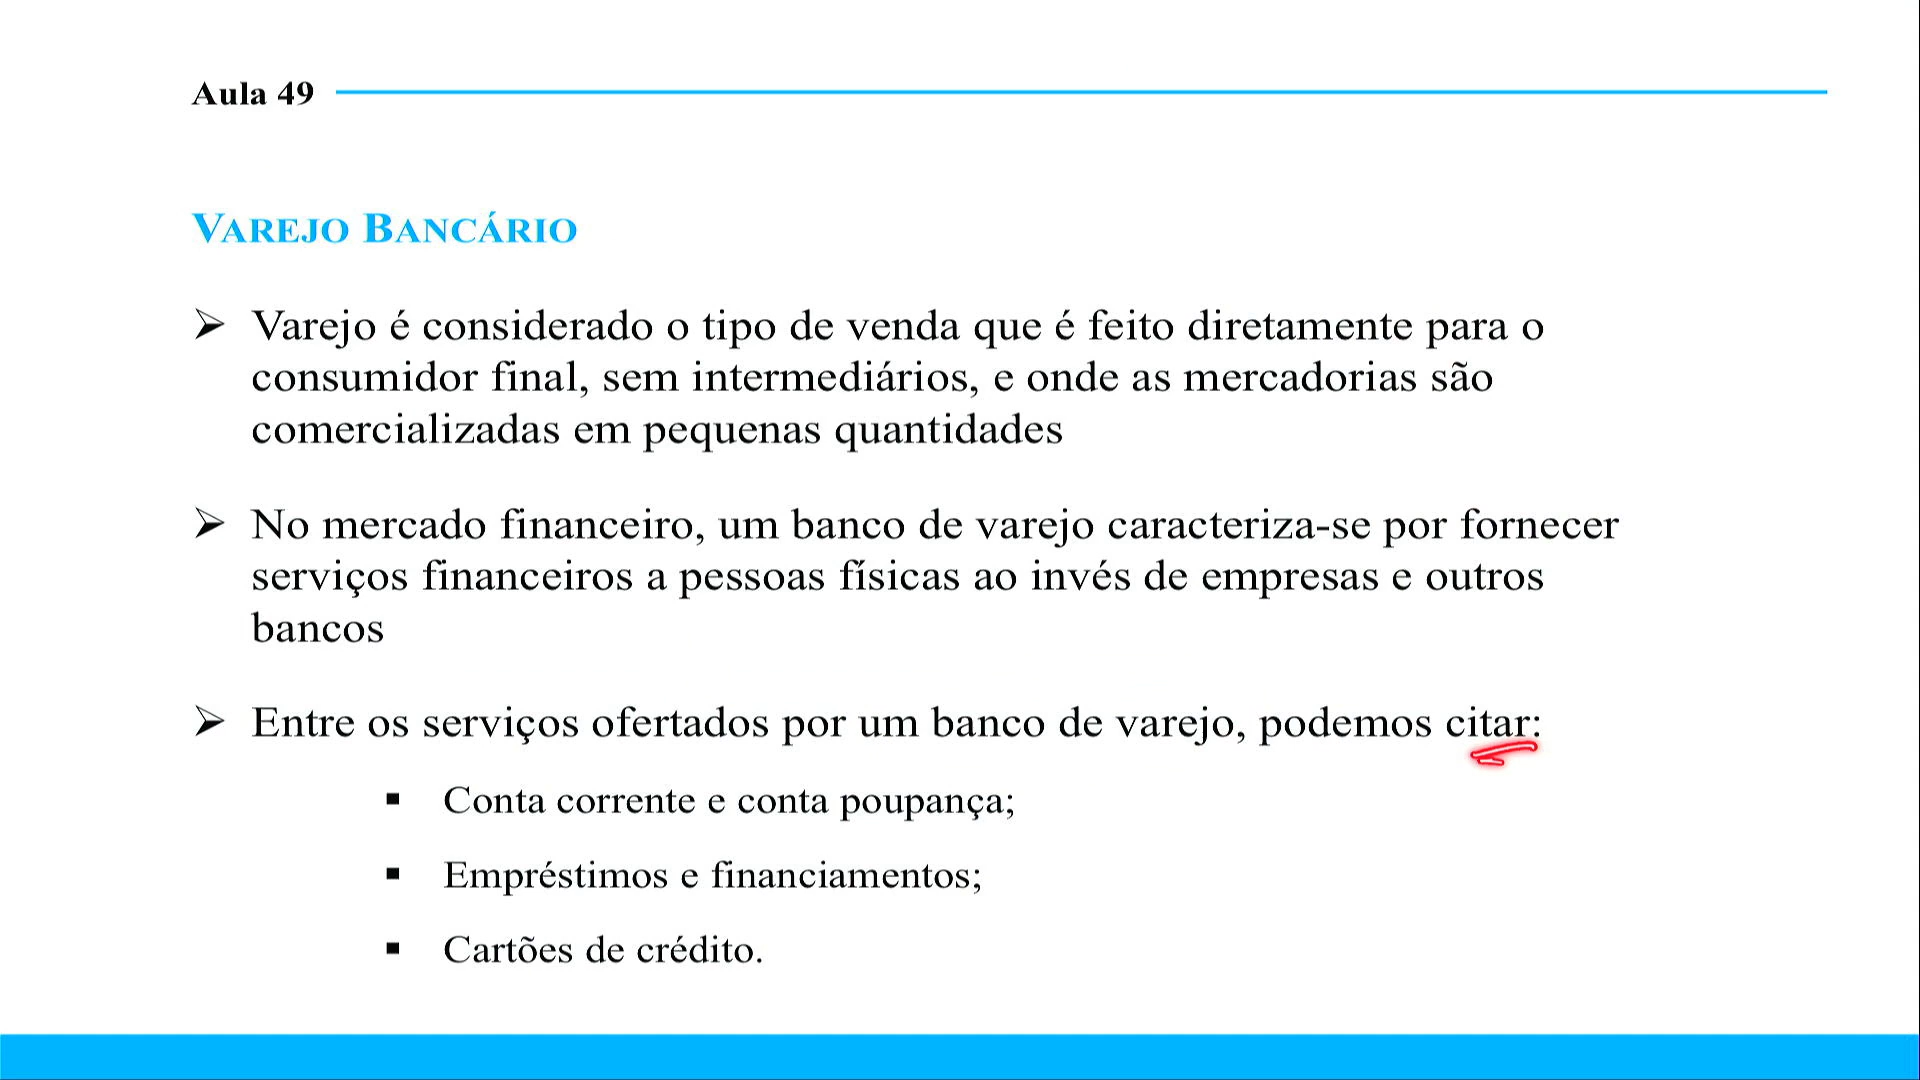 Aula 49
VAREJO BANCÁRIO
➢ Varejo é considerado o tipo de venda que é feito diretamente para o
consumidor final, sem intermediários, e onde as mercadorias são
comercializadas em pequenas quantidades
➢ No mercado financeiro, um banco de varejo caracteriza-se por fornecer
serviços financeiros a pessoas físicas ao invés de empresas e outros
bancos
➢ Entre os serviços ofertados por um banco de varejo, podemos citar:
▪ Conta corrente e conta poupança;
▪ Empréstimos e financiamentos;
▪ Cartões de crédito.